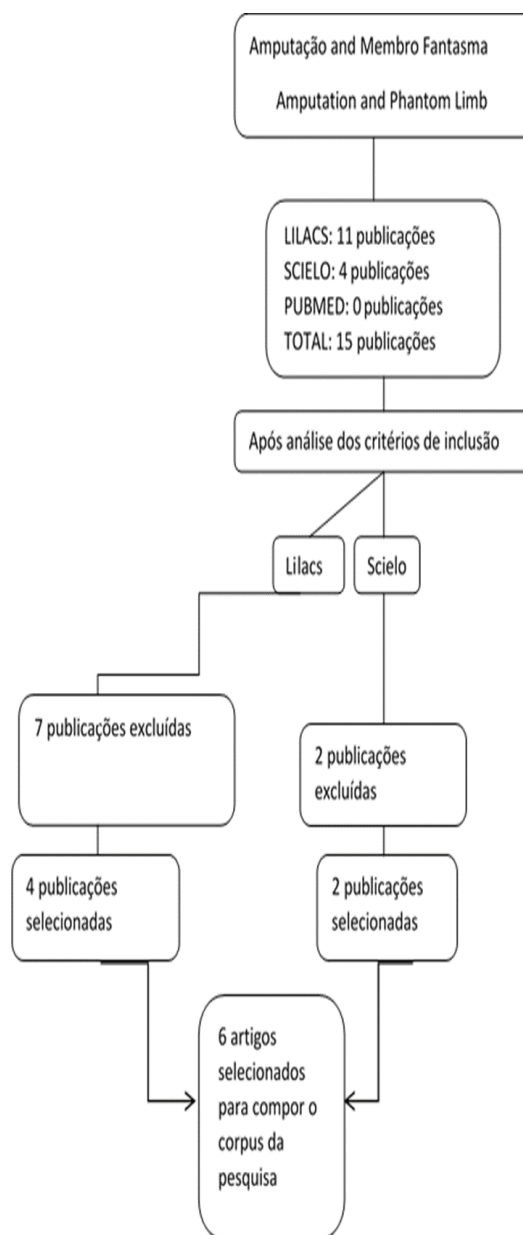 Amputação and Membro Fantasma
Amputation and Phantom Limb
LILACS: 11 publicações
SCIELO: 4 publicações
PUBMED: 0 publicações
TOTAL: 15 publicações
Após análise dos critérios de inclusão
Lilacs
Scielo
7 publicações excluídas
2 publicações
excluídas
4 publicações
selecionadas
2 publicações
selecionadas
6 artigos
selecionados
para compor o
corpus da
pesquisa